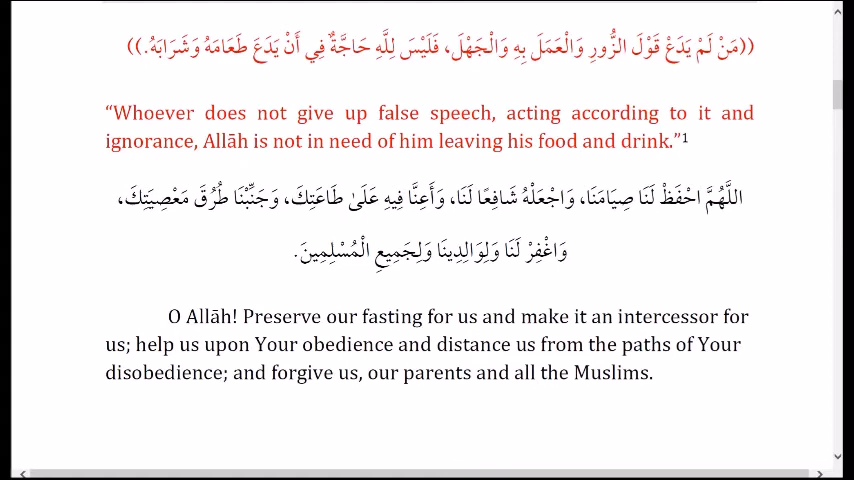 ((مَنْ لَمْ يَدَعْ قَوْلَ الزُّورِ وَالْعَمَلَ بِهِ وَالْجَهْلَ، فَلَيْسَ لِلَّهِ حَاجَّةٌ فِي أَنْ يَدَعَ طَعَامَهُ وَشَرَابَهُ.))
“Whoever does not give up false speech, acting according to it and
ignorance, Allāh is not in need of him leaving his food and drink.”¹
اللَّهُمَّ احْفَظْ لَنَا صِيَامَنَا، وَاجْعَلْهُ شَافِعًا لَنَا، وَأَعِنَّا فِيهِ عَلَىٰ طَاعَتِكَ، وَجَنِّبْنَا طُرُقَ مَعْصِيَتِكَ،
وَاغْفِرْ لَنَا وَلِوَالِدِينَا وَلِجَمِيعِ الْمُسْلِمِينَ.
O Allāh! Preserve our fasting for us and make it an intercessor for
us; help us upon Your obedience and distance us from the paths of Your
disobedience; and forgive us, our parents and all the Muslims.